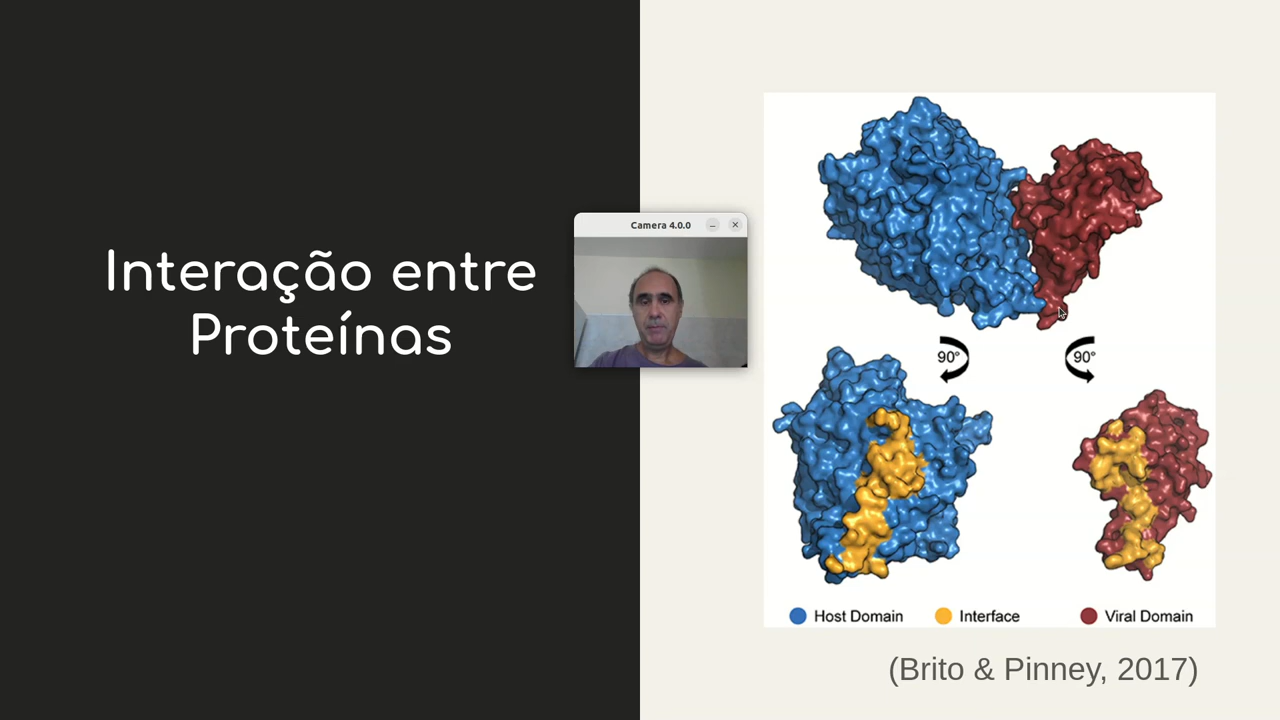 Interação entre
Proteínas
Camera 4.0.0
90°
90°
Host Domain
Interface
Viral Domain
(Brito & Pinney, 2017)